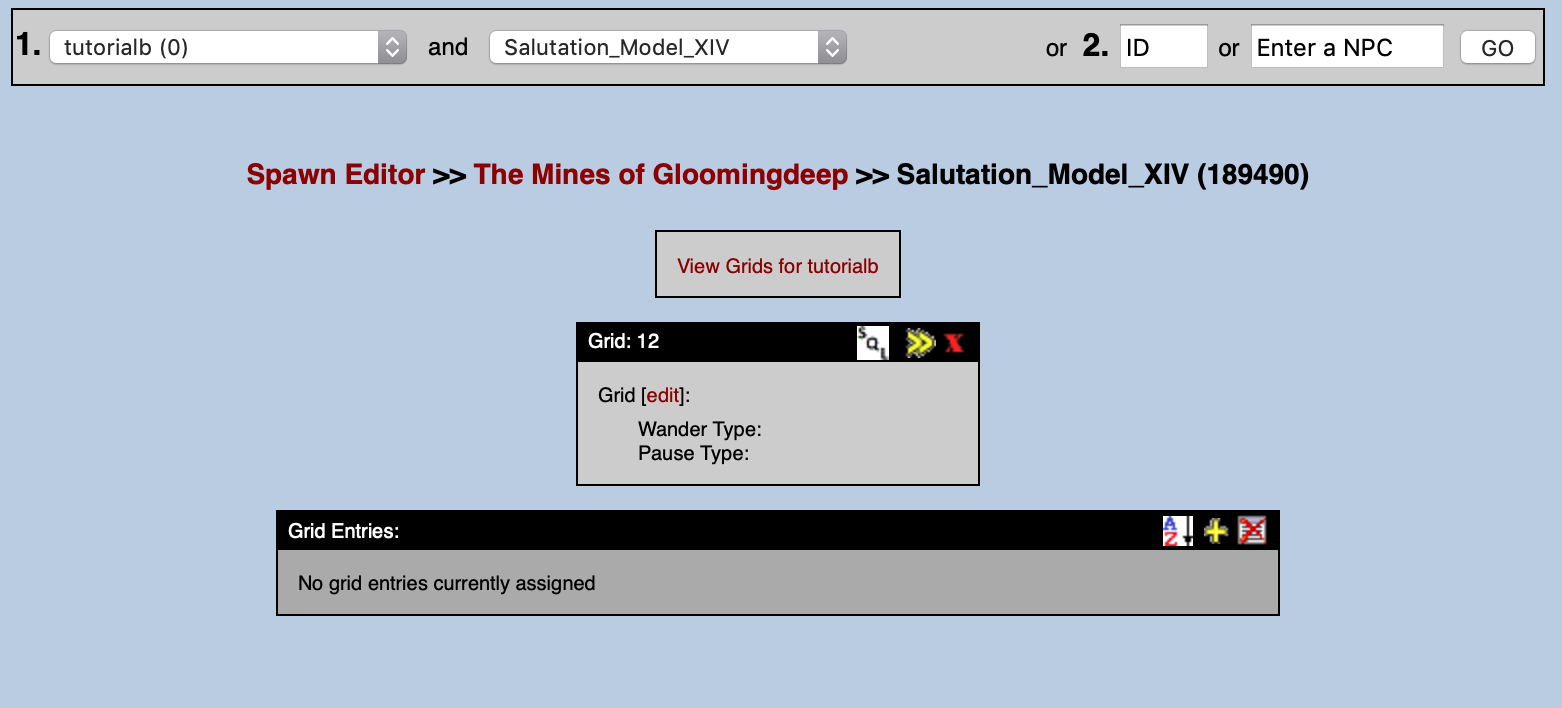 1. tutorialb (0) and Salutation_Model_XIV or 2. ID or Enter a NPC GO
Spawn Editor >> The Mines of Gloomingdeep >> Salutation_Model_XIV (189490)
View Grids for tutorialb
Grid: 12 SQL X
Grid [edit]:
Wander Type:
Pause Type:
Grid Entries: AZ
No grid entries currently assigned